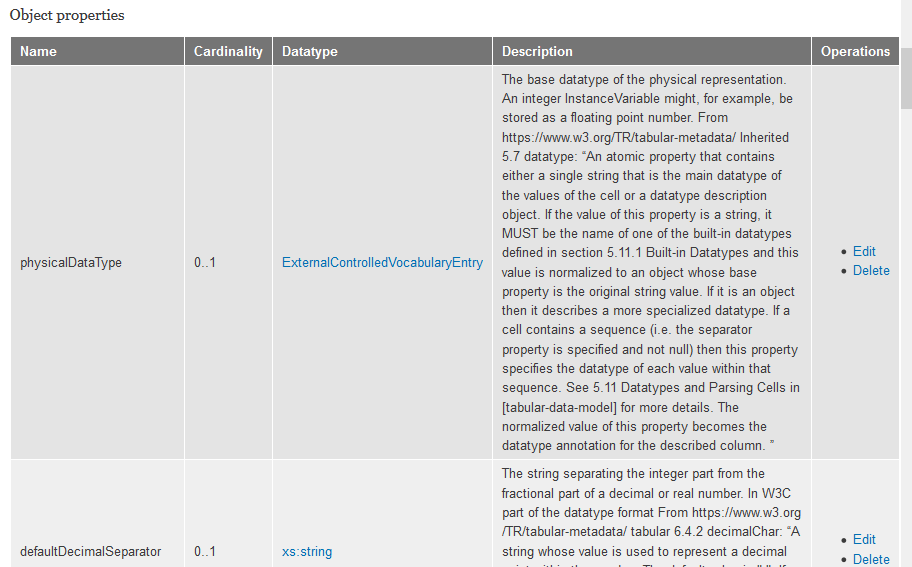 Object properties
Name Cardinality Datatype Description Operations
The base datatype of the physical representation.
An integer InstanceVariable might, for example, be
stored as a floating point number. From
https://www.w3.org/TR/tabular-metadata/ Inherited
5.7 datatype: “An atomic property that contains
either a single string that is the main datatype of
the values of the cell or a datatype description
object. If the value of this property is a string, it
MUST be the name of one of the built-in datatypes
defined in section 5.11.1 Built-in Datatypes and this
value is normalized to an object whose base
property is the original string value. If it is an object
then it describes a more specialized datatype. If a
cell contains a sequence (i.e. the separator
property is specified and not null) then this property
specifies the datatype of each value within that
sequence. See 5.11 Datatypes and Parsing Cells in
[tabular-data-model] for more details. The
normalized value of this property becomes the
datatype annotation for the described column. ”
physicalDataType 0..1 ExternalControlledVocabularyEntry
• Edit
• Delete
The string separating the integer part from the
fractional part of a decimal or real number. In W3C
part of the datatype format From https://www.w3.org
/TR/tabular-metadata/ tabular 6.4.2 decimalChar: “A
string whose value is used to represent a decimal
defaultDecimalSeparator 0..1 xs:string
• Edit
• Delete